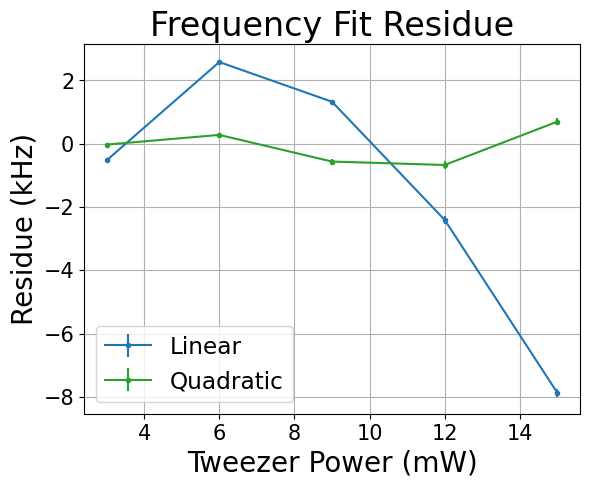 Frequency Fit Residue
Residue (kHz)
2
0
−2
−4
−6
−8
Linear
Quadratic
4 6 8 10 12 14
Tweezer Power (mW)